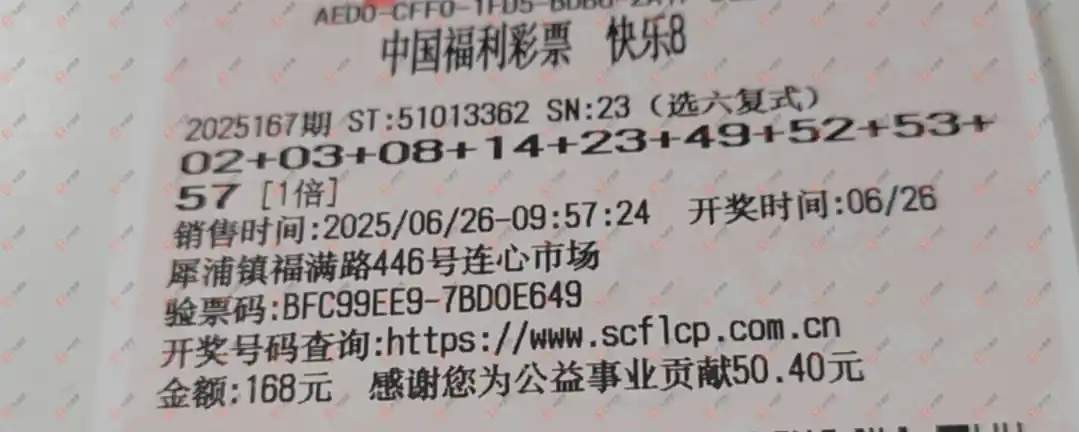 AED0-CFF0-1FD5-BDB0-
中国福利彩票 快乐8
2025167期 ST:51013362 SN:23 (选六复式)
02+03+08+14+23+49+52+53+
57 [1倍]
销售时间:2025/06/26-09:57:24 开奖时间:06/26
犀浦镇福满路446号连心市场
验票码:BFC99EE9-7BD0E649
开奖号码查询:https://www.scflcp.com.cn
金额:168元 感谢您为公益事业贡献50.40元